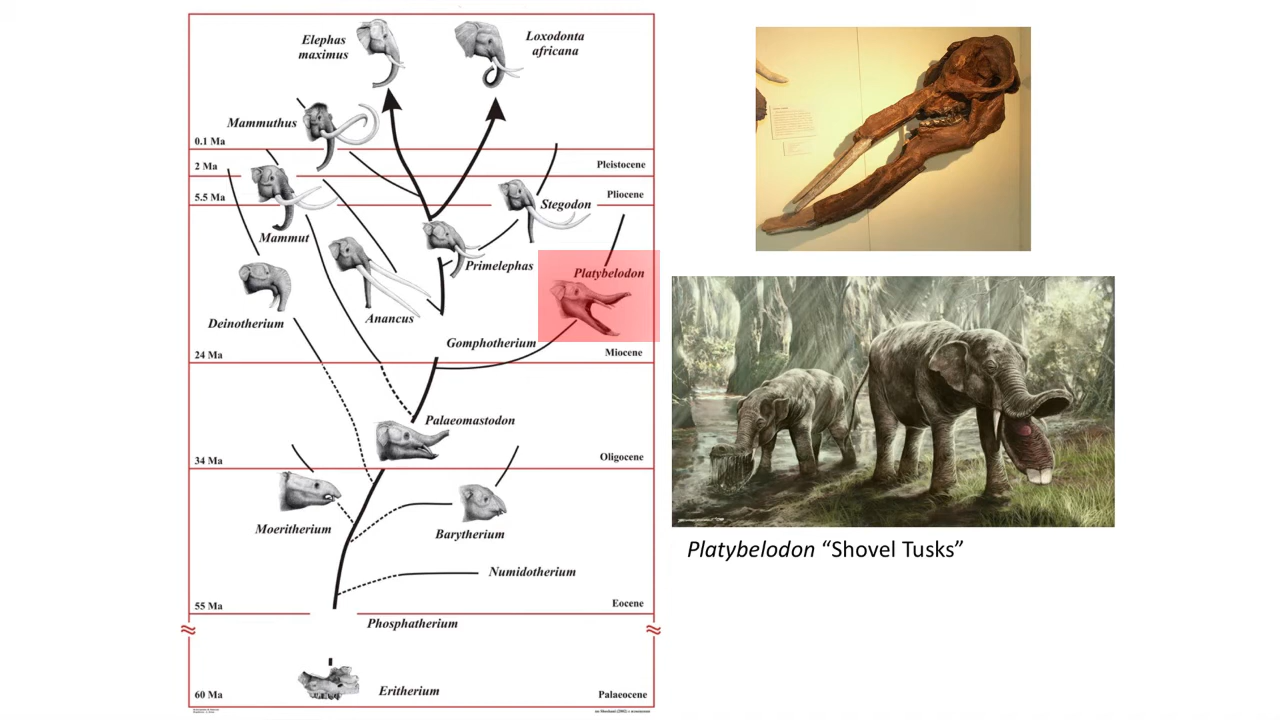 Elephas
maximus
Loxodonta
africana
Mammuthus
0.1 Ma
2 Ma
Pleistocene
5.5 Ma
Pliocene
Stegodon
Mammut
Primelephas
Platybelodon
Deinotherium
Anancus
Gomphotherium
24 Ma
Miocene
Palaeomastodon
34 Ma
Oligocene
Moeritherium
Barytherium
Numidotherium
55 Ma
Eocene
Phosphatherium
Eritherium
60 Ma
Palaeocene
Platybelodon “Shovel Tusks”